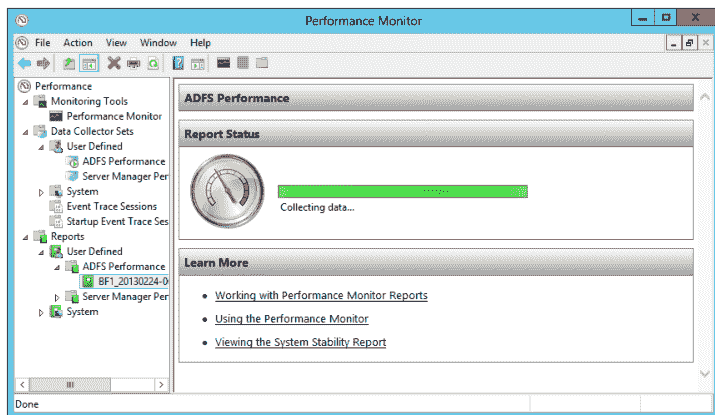 Performance Monitor
File Action View Window Help
Performance
Monitoring Tools
Performance Monitor
Data Collector Sets
User Defined
ADFS Performance
Server Manager Per
System
Event Trace Sessions
Startup Event Trace Ses
Reports
User Defined
ADFS Performance
BF1_20130224-0
Server Manager Per
System
ADFS Performance
Report Status
Collecting data...
Learn More
Working with Performance Monitor Reports
Using the Performance Monitor
Viewing the System Stability Report
Done